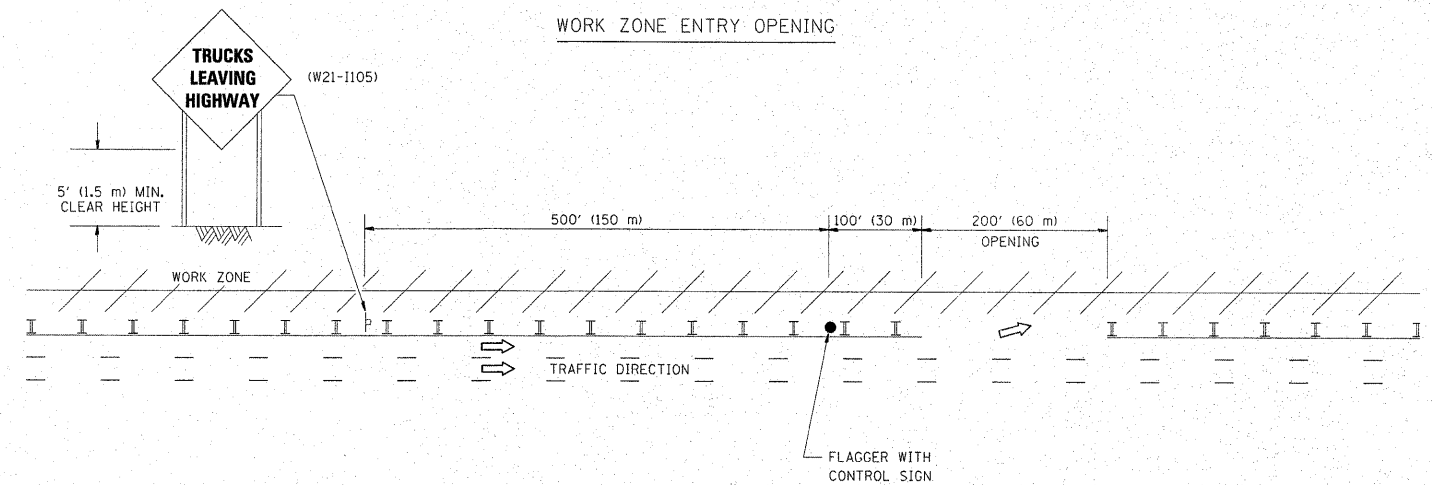 WORK ZONE ENTRY OPENING
TRUCKS
LEAVING
HIGHWAY
(W21-I105)
5' (1.5 m) MIN.
CLEAR HEIGHT
500' (150 m)
100' (30 m)
200' (60 m)
OPENING
WORK ZONE
TRAFFIC DIRECTION
FLAGGER WITH
CONTROL SIGN